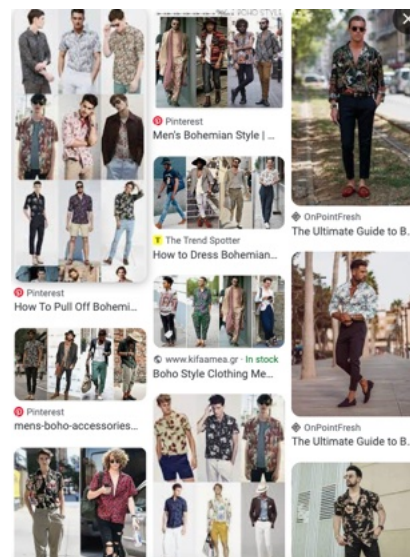 BOHO STYLE
Pinterest
Men's Bohemian Style | ...
OnPointFresh
The Ultimate Guide to B...
The Trend Spotter
How to Dress Bohemian...
Pinterest
How To Pull Off Bohemi...
www.kifaamea.gr · In stock
Boho Style Clothing Me...
Pinterest
mens-boho-accessories...
OnPointFresh
The Ultimate Guide to B...